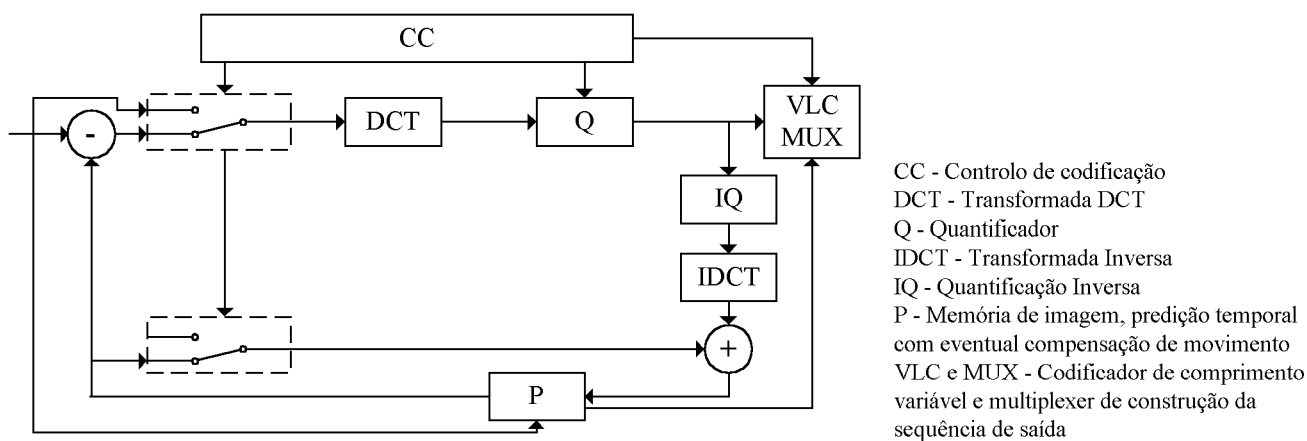 CC
DCT
Q
VLC
MUX
-
IQ
IDCT
+
P
CC - Controlo de codificação
DCT - Transformada DCT
Q - Quantificador
IDCT - Transformada Inversa
IQ - Quantificação Inversa
P - Memória de imagem, predição temporal
com eventual compensação de movimento
VLC e MUX - Codificador de comprimento
variável e multiplexer de construção da
sequência de saída